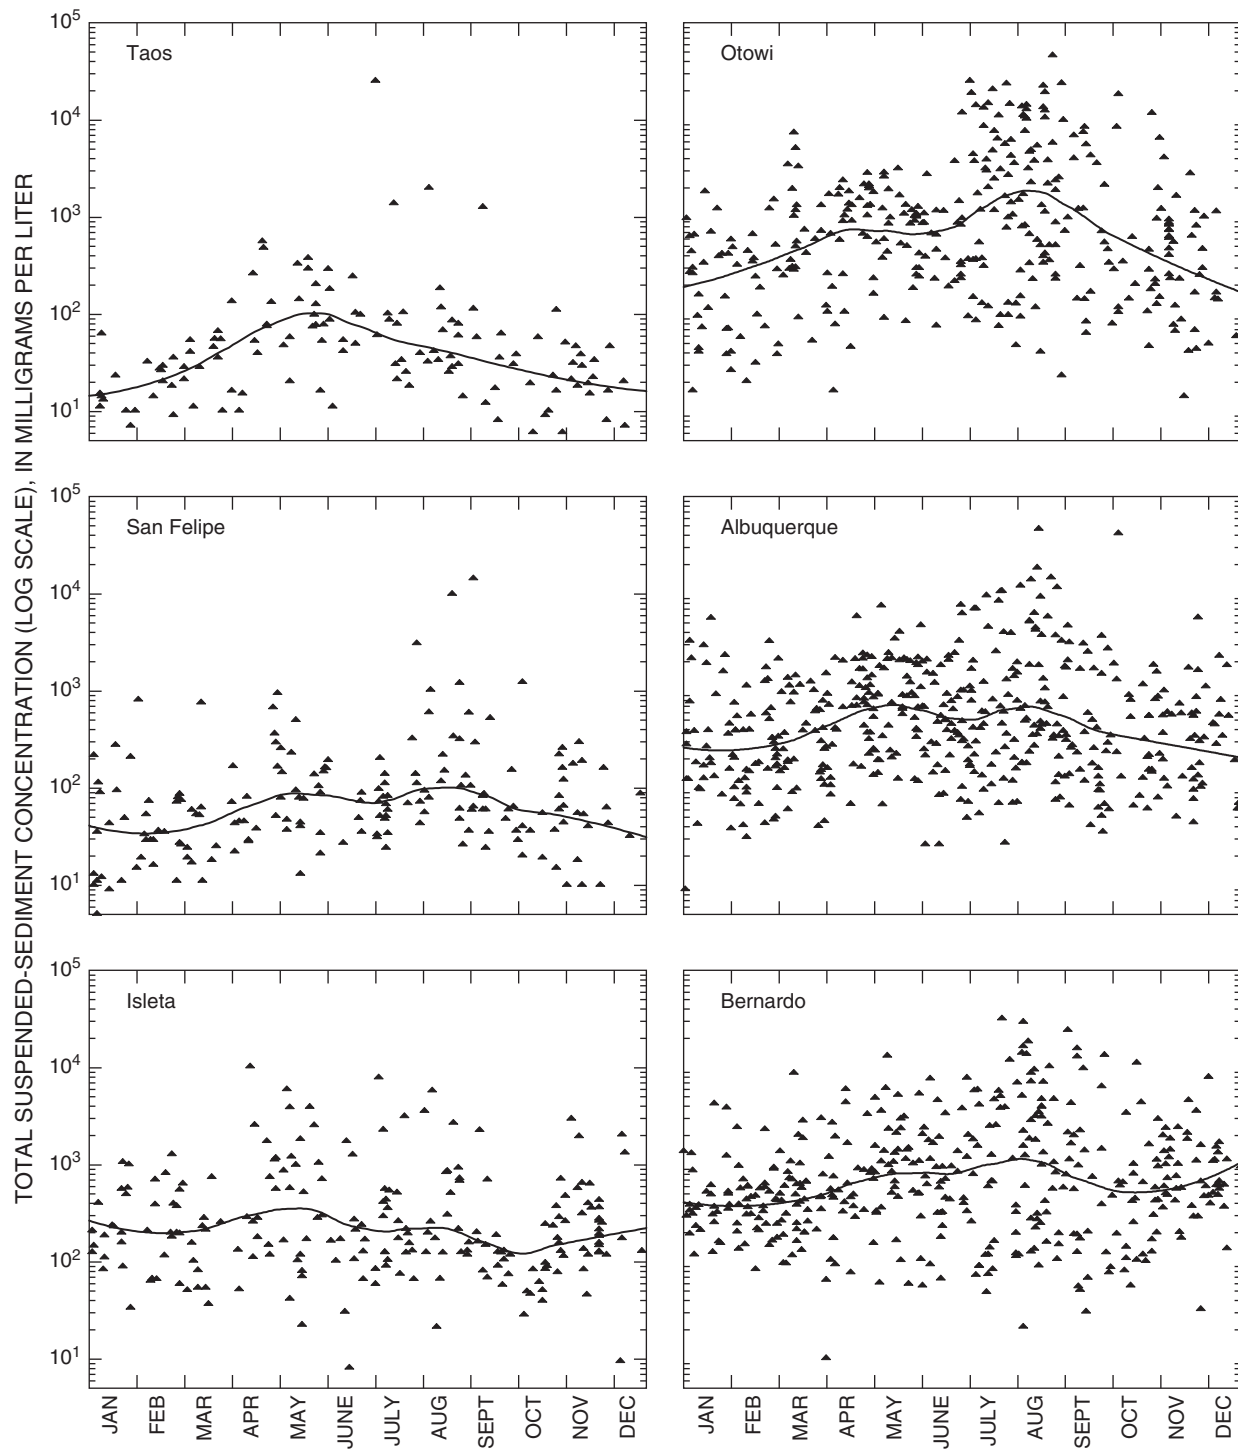 TOTAL SUSPENDED-SEDIMENT CONCENTRATION (LOG SCALE), IN MILLIGRAMS PER LITER
10^5
10^4
10^3
10^2
10^1
Taos
Otowi
10^5
10^4
10^3
10^2
10^1
San Felipe
Albuquerque
10^5
10^4
10^3
10^2
10^1
Isleta
Bernardo
JAN
FEB
MAR
APR
MAY
JUNE
JULY
AUG
SEPT
OCT
NOV
DEC
JAN
FEB
MAR
APR
MAY
JUNE
JULY
AUG
SEPT
OCT
NOV
DEC